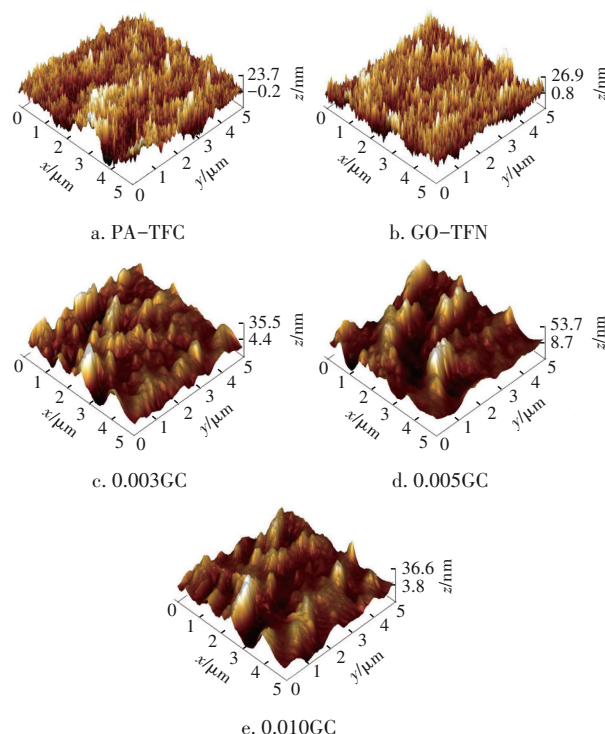 23.7
−0.2
z/nm
0 1 2 3 4 5
x/μm
0 1 2 3 4 5
y/μm
a. PA−TFC
26.9
0.8
z/nm
0 1 2 3 4 5
x/μm
0 1 2 3 4 5
y/μm
b. GO−TFN
35.5
4.4
z/nm
0 1 2 3 4 5
x/μm
0 1 2 3 4 5
y/μm
c. 0.003GC
53.7
8.7
z/nm
0 1 2 3 4 5
x/μm
0 1 2 3 4 5
y/μm
d. 0.005GC
36.6
3.8
z/nm
0 1 2 3 4 5
x/μm
0 1 2 3 4 5
y/μm
e. 0.010GC